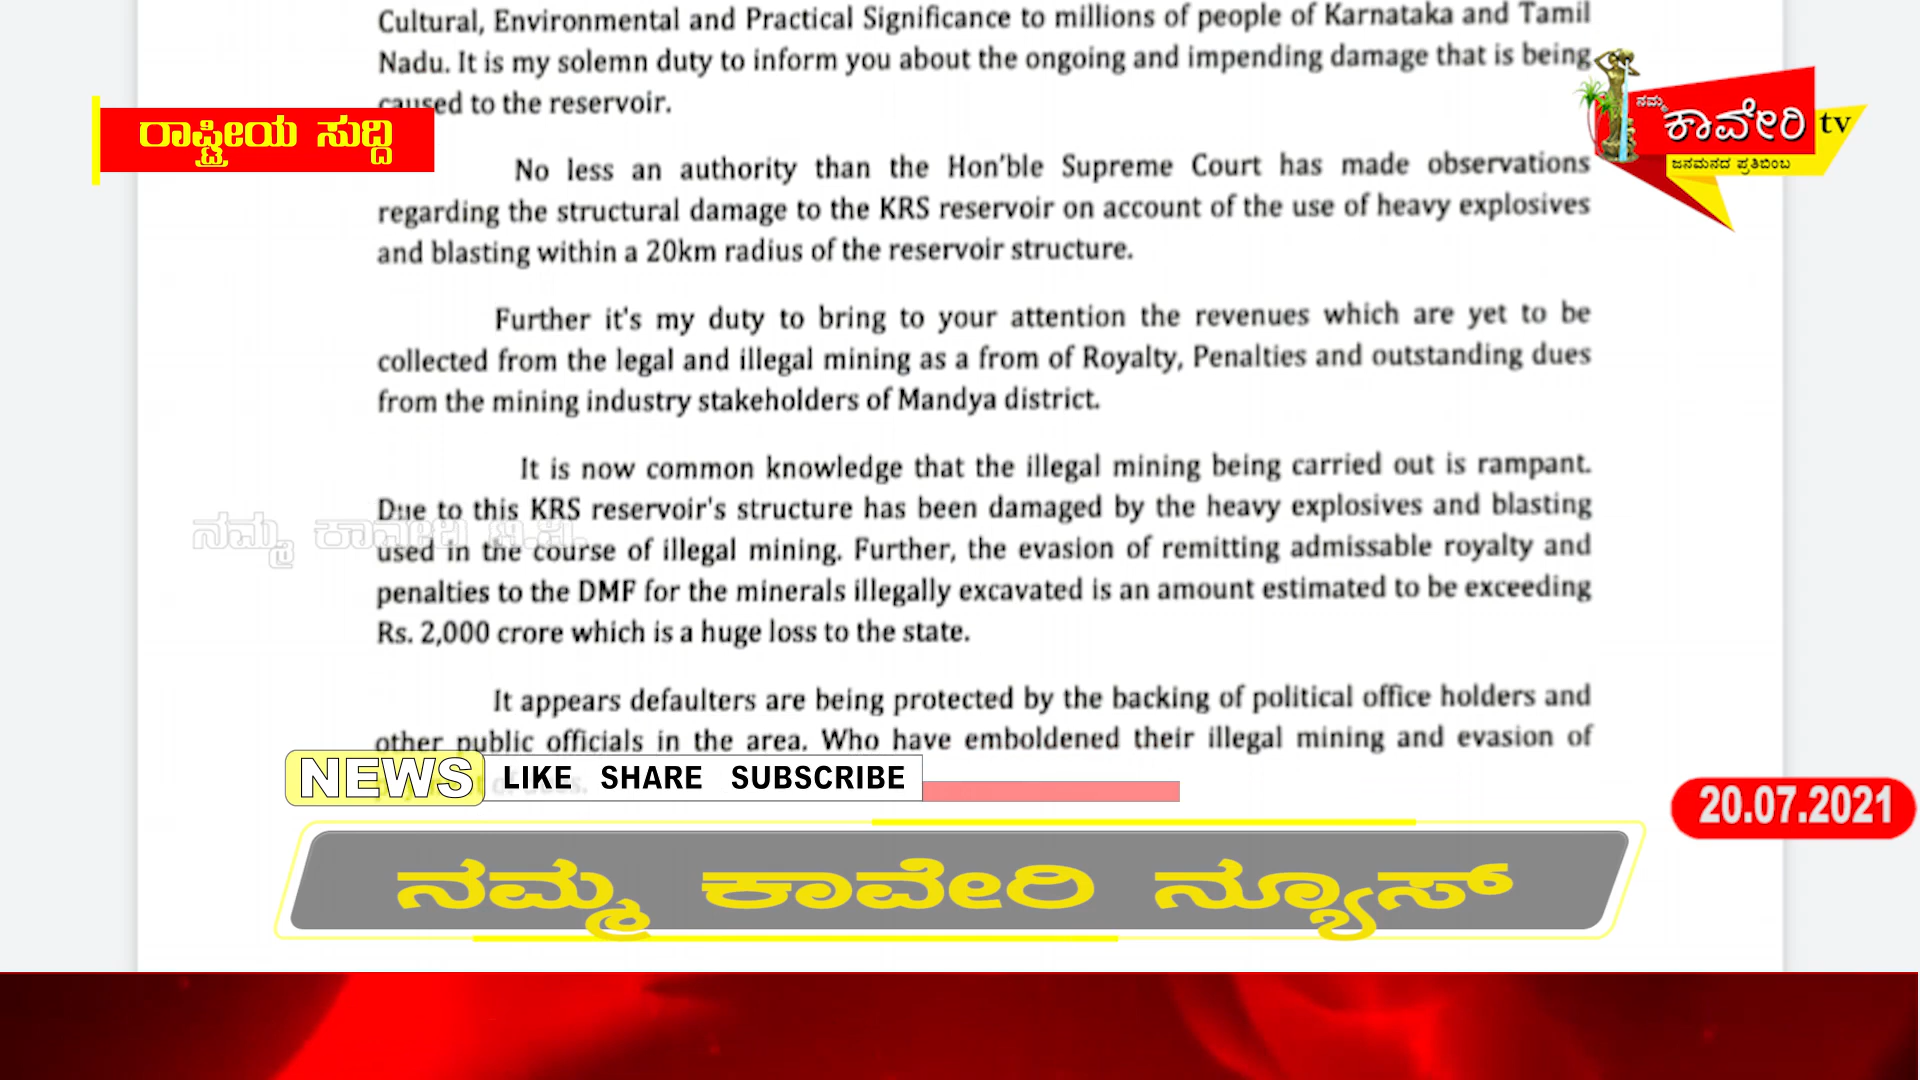 Cultural, Environmental and Practical Significance to millions of people of Karnataka and Tamil
Nadu. It is my solemn duty to inform you about the ongoing and impending damage that is being
caused to the reservoir.
ರಾಷ್ಟ್ರೀಯ ಸುದ್ದಿ
ನಮ್ಮ
ಕಾವೇರಿ tv
ಜನಮನದ ಪ್ರತಿಬಿಂಬ
No less an authority than the Hon'ble Supreme Court has made observations
regarding the structural damage to the KRS reservoir on account of the use of heavy explosives
and blasting within a 20km radius of the reservoir structure.
Further it's my duty to bring to your attention the revenues which are yet to be
collected from the legal and illegal mining as a from of Royalty, Penalties and outstanding dues
from the mining industry stakeholders of Mandya district.
It is now common knowledge that the illegal mining being carried out is rampant.
Due to this KRS reservoir's structure has been damaged by the heavy explosives and blasting
ನಮ್ಮ ಕಾವೇರಿ ಟಿ.ವಿ.
used in the course of illegal mining. Further, the evasion of remitting admissable royalty and
penalties to the DMF for the minerals illegally excavated is an amount estimated to be exceeding
Rs. 2,000 crore which is a huge loss to the state.
It appears defaulters are being protected by the backing of political office holders and
other public officials in the area. Who have emboldened their illegal mining and evasion of
NEWS LIKE SHARE SUBSCRIBE
20.07.2021
ನಮ್ಮ ಕಾವೇರಿ ನ್ಯೂಸ್